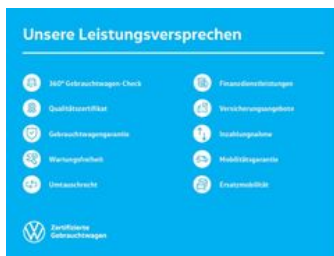 Unsere Leistungsversprechen
360° Gebrauchtwagen-Check
Qualitätszertifikat
Gebrauchtwagengarantie
Wartungsfreiheit
Umtauschrecht
Finanzdienstleistungen
Versicherungsangebote
Inzahlungnahme
Mobilitätsgarantie
Ersatzmobilität
Zertifizierte
Gebrauchtwagen